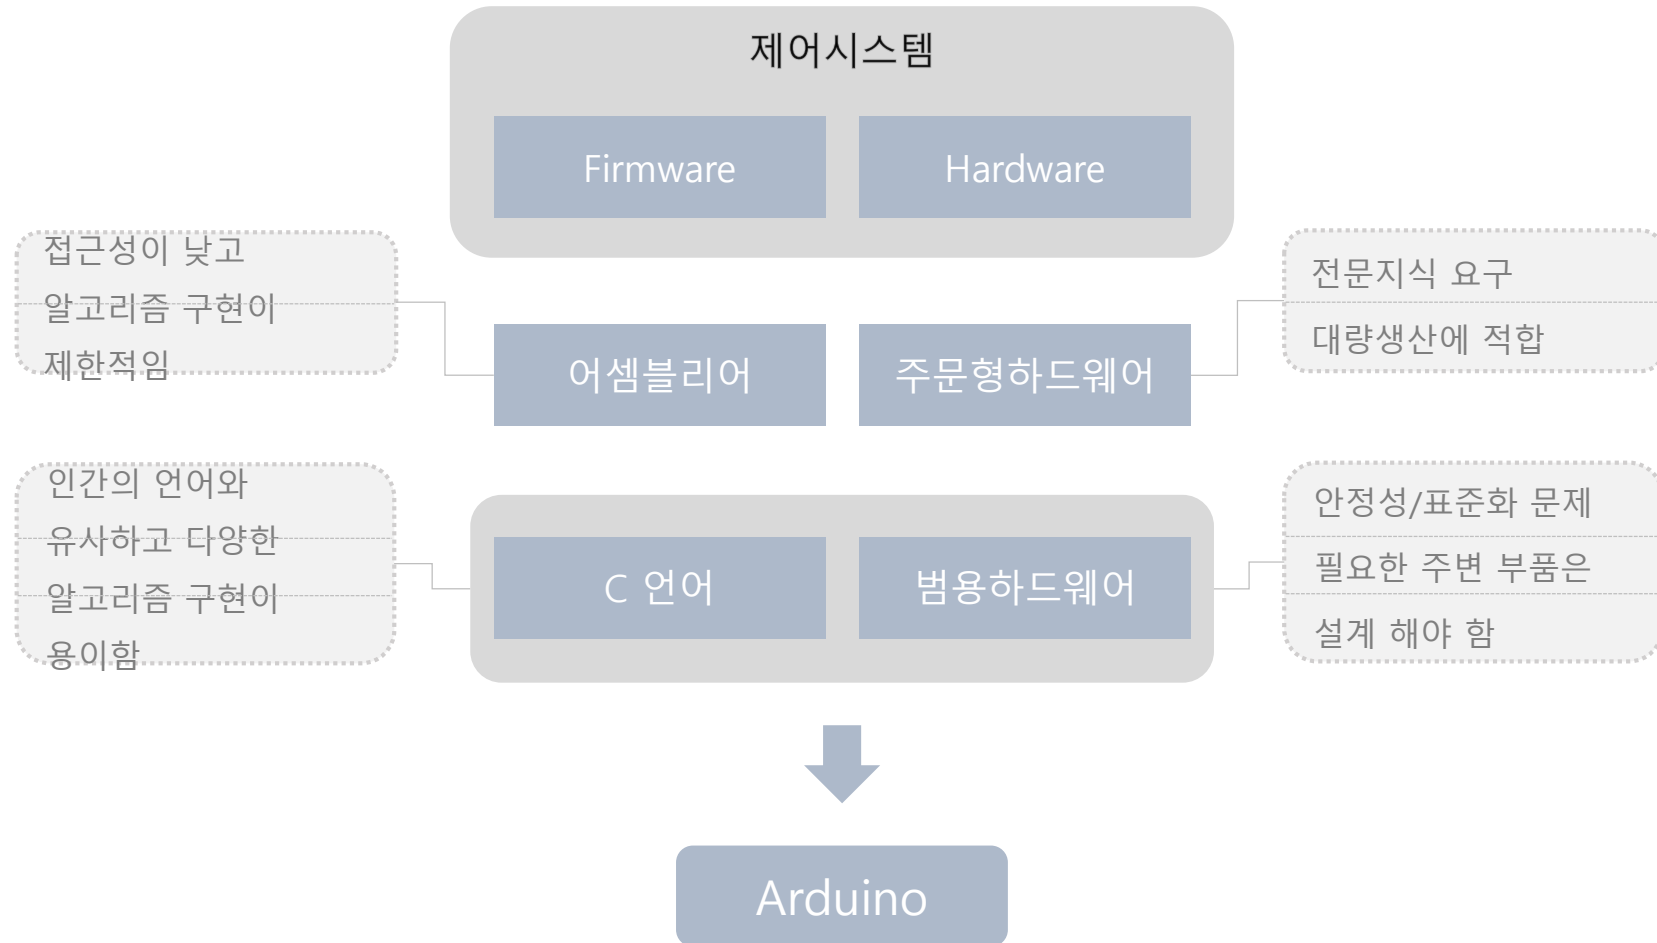 제어시스템
Firmware
Hardware
접근성이 낮고
알고리즘 구현이
제한적임
전문지식 요구
대량생산에 적합
어셈블리어
주문형하드웨어
인간의 언어와
유사하고 다양한
알고리즘 구현이
용이함
안정성/표준화 문제
필요한 주변 부품은
설계 해야 함
C 언어
범용하드웨어
Arduino